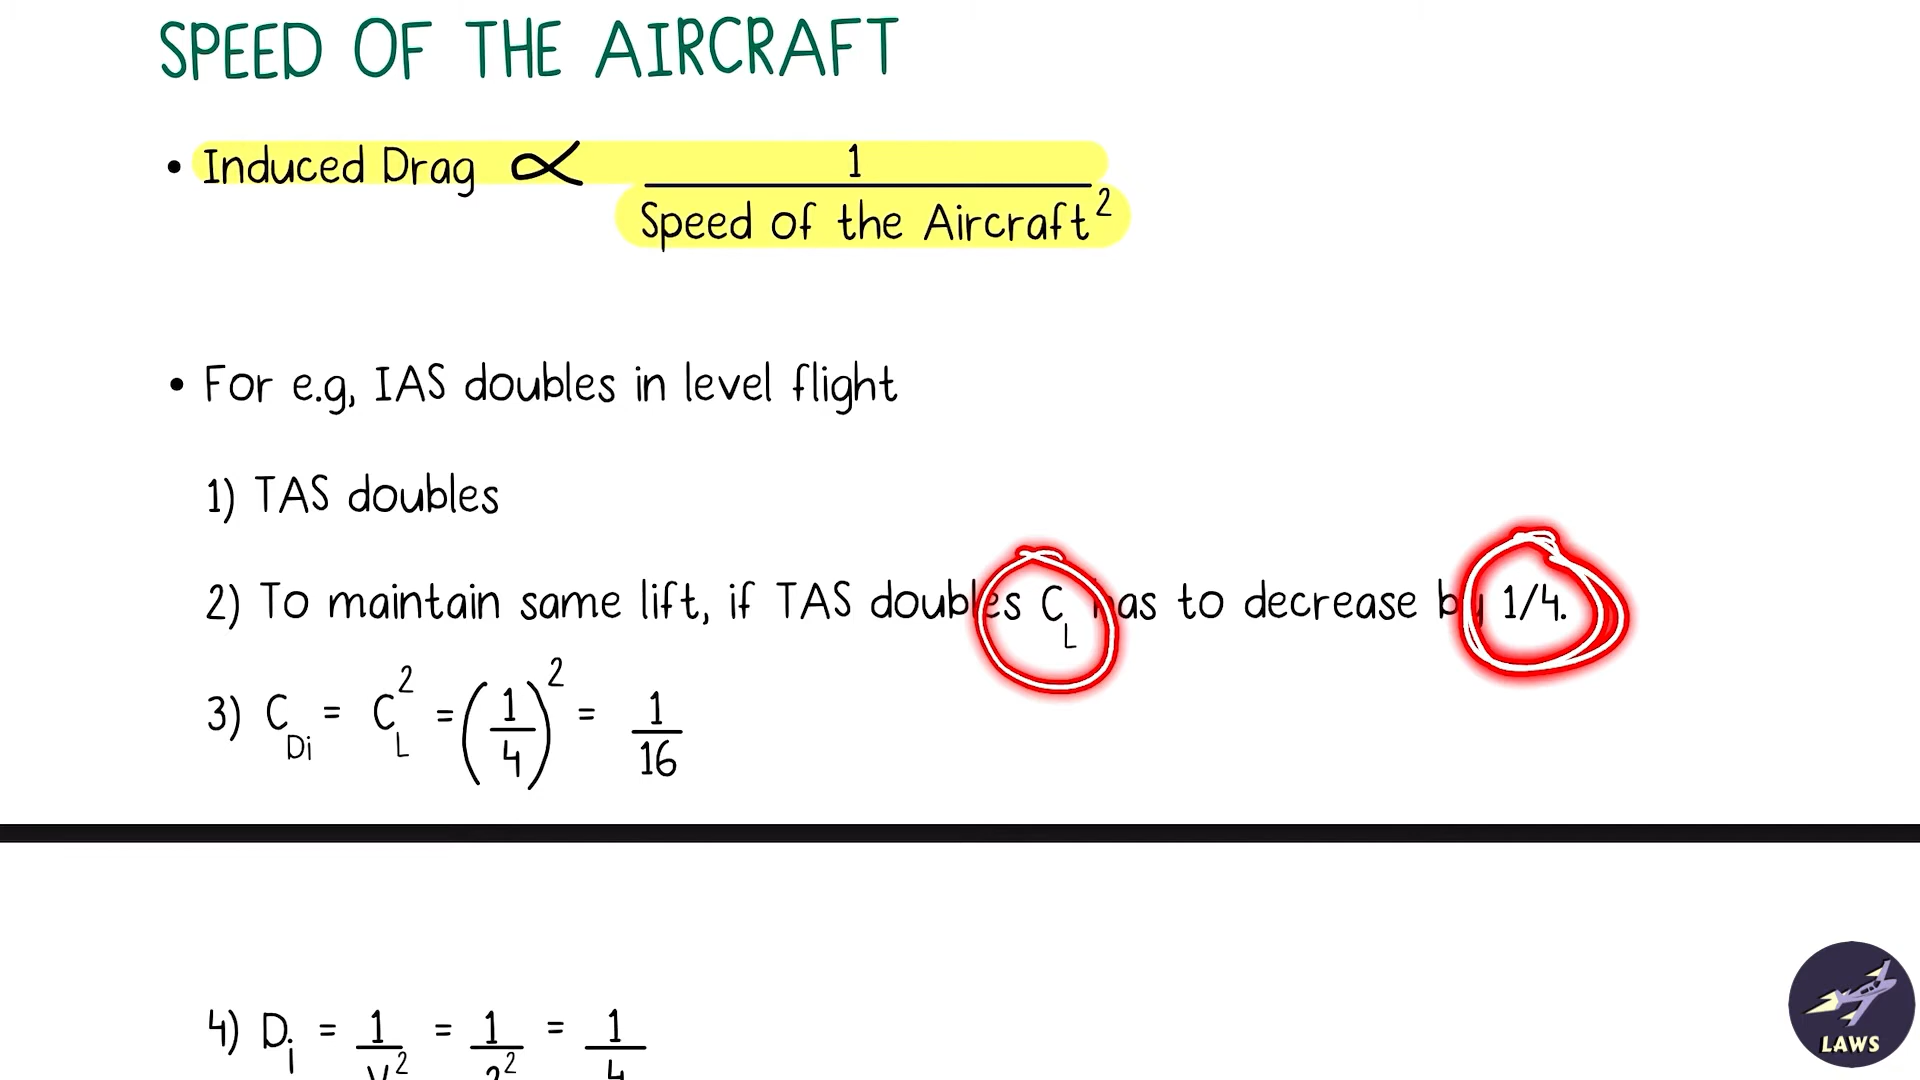 SPEED OF THE AIRCRAFT
• Induced Drag ∝ 1 / Speed of the Aircraft²
• For e.g, IAS doubles in level flight
1) TAS doubles
2) To maintain same lift, if TAS doubles C_L has to decrease by 1/4.
3) C_Di = C_L² = (1/4)² = 1/16
4) D_i = 1/V² = 1/2² = 1/4
LAWS